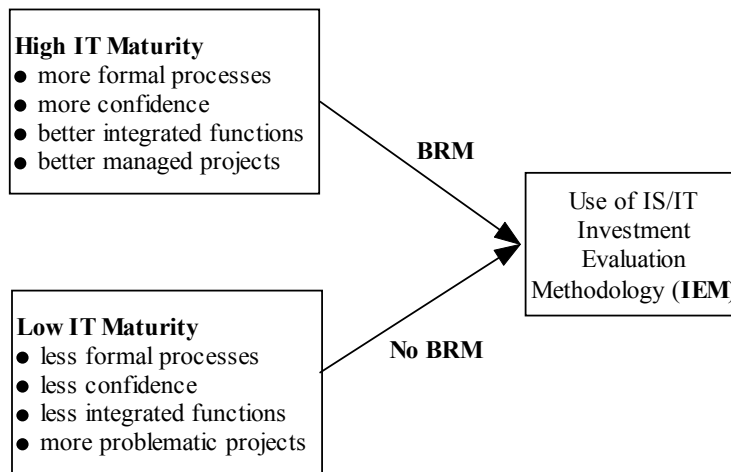 High IT Maturity
● more formal processes
● more confidence
● better integrated functions
● better managed projects
BRM
Use of IS/IT
Investment
Evaluation
Methodology (IEM)
Low IT Maturity
● less formal processes
● less confidence
● less integrated functions
● more problematic projects
No BRM